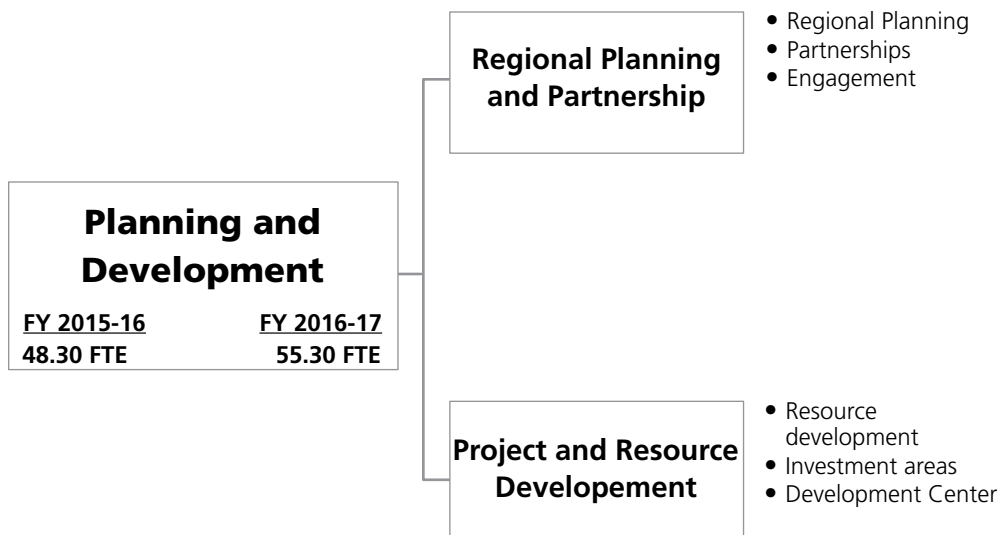 Regional Planning
and Partnership
• Regional Planning
• Partnerships
• Engagement
Planning and
Development
FY 2015-16 FY 2016-17
48.30 FTE 55.30 FTE
Project and Resource
Developement
• Resource
development
• Investment areas
• Development Center